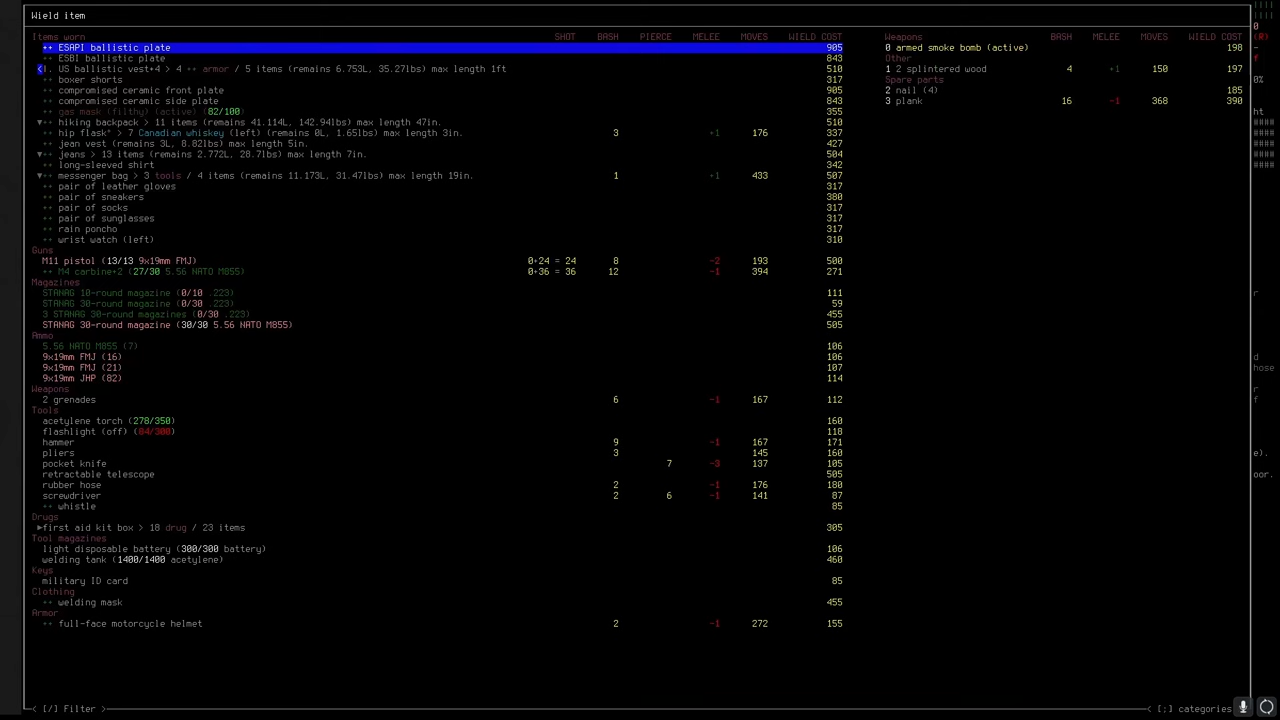 Wield item
Items worn SHOT BASH PIERCE MELEE MOVES WIELD COST
++ ESAPI ballistic plate 905
++ ESBI ballistic plate 843
<!. US ballistic vest+4 > 4 ++ armor / 5 items (remains 6.753L, 35.27lbs) max length 1ft 510
++ boxer shorts 317
++ compromised ceramic front plate 905
++ compromised ceramic side plate 843
++ gas mask (filthy) (active) (82/100) 355
▼++ hiking backpack > 11 items (remains 41.114L, 142.94lbs) max length 47in. 510
++ hip flask* > 7 Canadian whiskey (left) (remains 0L, 1.65lbs) max length 3in. 3 +1 176 337
++ jean vest (remains 3L, 8.82lbs) max length 5in. 427
▼++ jeans > 13 items (remains 2.772L, 28.7lbs) max length 7in. 504
++ long-sleeved shirt 342
▼++ messenger bag > 3 tools / 4 items (remains 11.173L, 31.47lbs) max length 19in. 1 +1 433 507
++ pair of leather gloves 317
++ pair of sneakers 380
++ pair of socks 317
++ pair of sunglasses 317
++ rain poncho 317
++ wrist watch (left) 310
Guns
M11 pistol (13/13 9x19mm FMJ) 0+24 = 24 8 -2 193 500
++ M4 carbine+2 (27/30 5.56 NATO M855) 0+36 = 36 12 -1 394 271
Magazines
STANAG 10-round magazine (0/10 .223) 111
STANAG 30-round magazine (0/30 .223) 59
3 STANAG 30-round magazines (0/30 .223) 455
STANAG 30-round magazine (30/30 5.56 NATO M855) 505
Ammo
5.56 NATO M855 (7) 106
9x19mm FMJ (16) 106
9x19mm FMJ (21) 107
9x19mm JHP (82) 114
Weapons
2 grenades 6 -1 167 112
Tools
acetylene torch (278/350) 160
flashlight (off) (84/300) 118
hammer 9 -1 167 171
pliers 3 145 160
pocket knife 7 -3 137 105
retractable telescope 505
rubber hose 2 -1 176 180
screwdriver 2 6 -1 141 87
++ whistle 85
Drugs
►first aid kit box > 18 drug / 23 items 305
Tool magazines
light disposable battery (300/300 battery) 106
welding tank (1400/1400 acetylene) 460
Keys
military ID card 85
Clothing
++ welding mask 455
Armor
++ full-face motorcycle helmet 2 -1 272 155
Weapons BASH MELEE MOVES WIELD COST
0 armed smoke bomb (active) 198
Other
1 2 splintered wood 4 +1 150 197
Spare parts
2 nail (4) 185
3 plank 16 -1 368 390
< [/] Filter >
< [;] categories
0
(R)
-
f
0%
ht
####
####
####
####
r
d
hose
r
f
e).
oor.